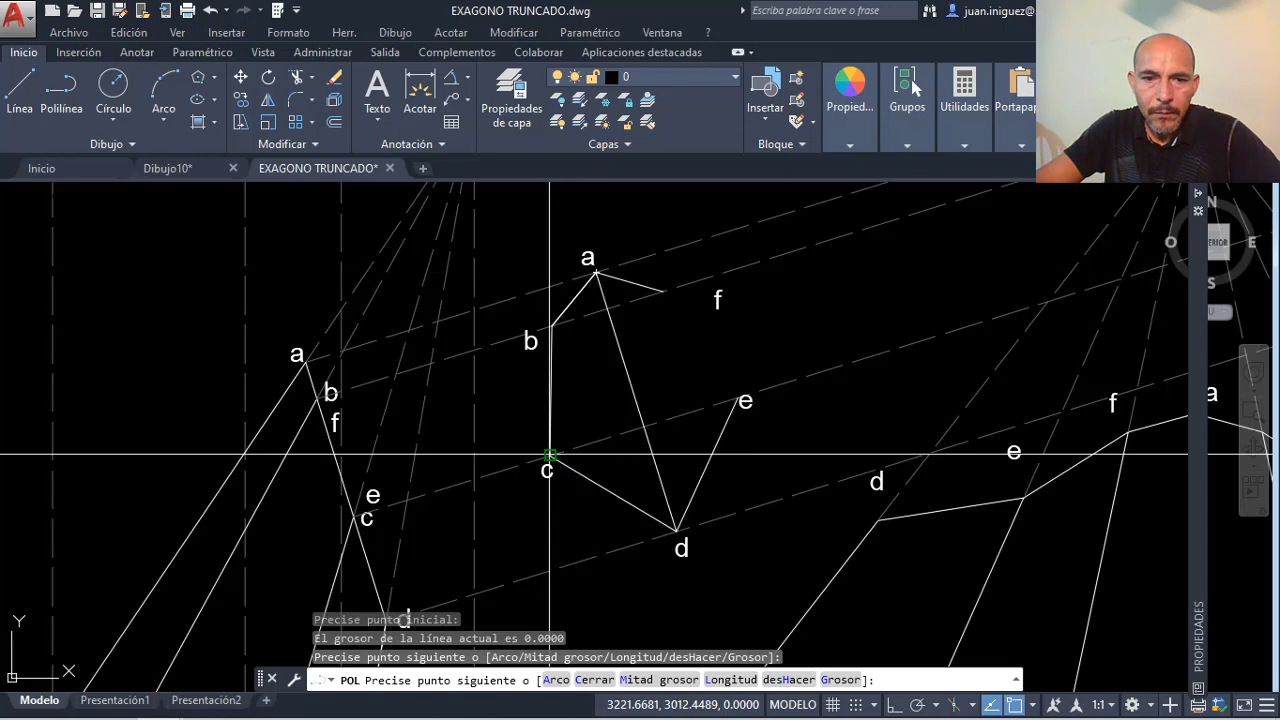 EXAGONO TRUNCADO.dwg
Escriba palabra clave o frase
juan.iniguez@
Archivo Edición Ver Insertar Formato Herr. Dibujo Acotar Modificar Paramétrico Ventana ?
Inicio Inserción Anotar Paramétrico Vista Administrar Salida Complementos Colaborar Aplicaciones destacadas
0
Línea Polilínea Círculo Arco
Texto Acotar
Propiedades de capa
Insertar
Propied... Grupos Utilidades Portapap
Dibujo Modificar Anotación Capas Bloque
Inicio Dibujo10* EXAGONO TRUNCADO*
N
O ERIOR E
S
U
a
f
b
a
b
f
e
f
a
c
e
e
d
c
d
d
Precise punto inicial:
El grosor de la línea actual es 0.0000
Precise punto siguiente o [Arco/Mitad grosor/Longitud/desHacer/Grosor]:
POL Precise punto siguiente o [Arco Cerrar Mitad grosor Longitud desHacer Grosor]:
PROPIEDADES
Y
X
Modelo Presentación1 Presentación2
3221.6681, 3012.4489, 0.0000 MODELO
1:1